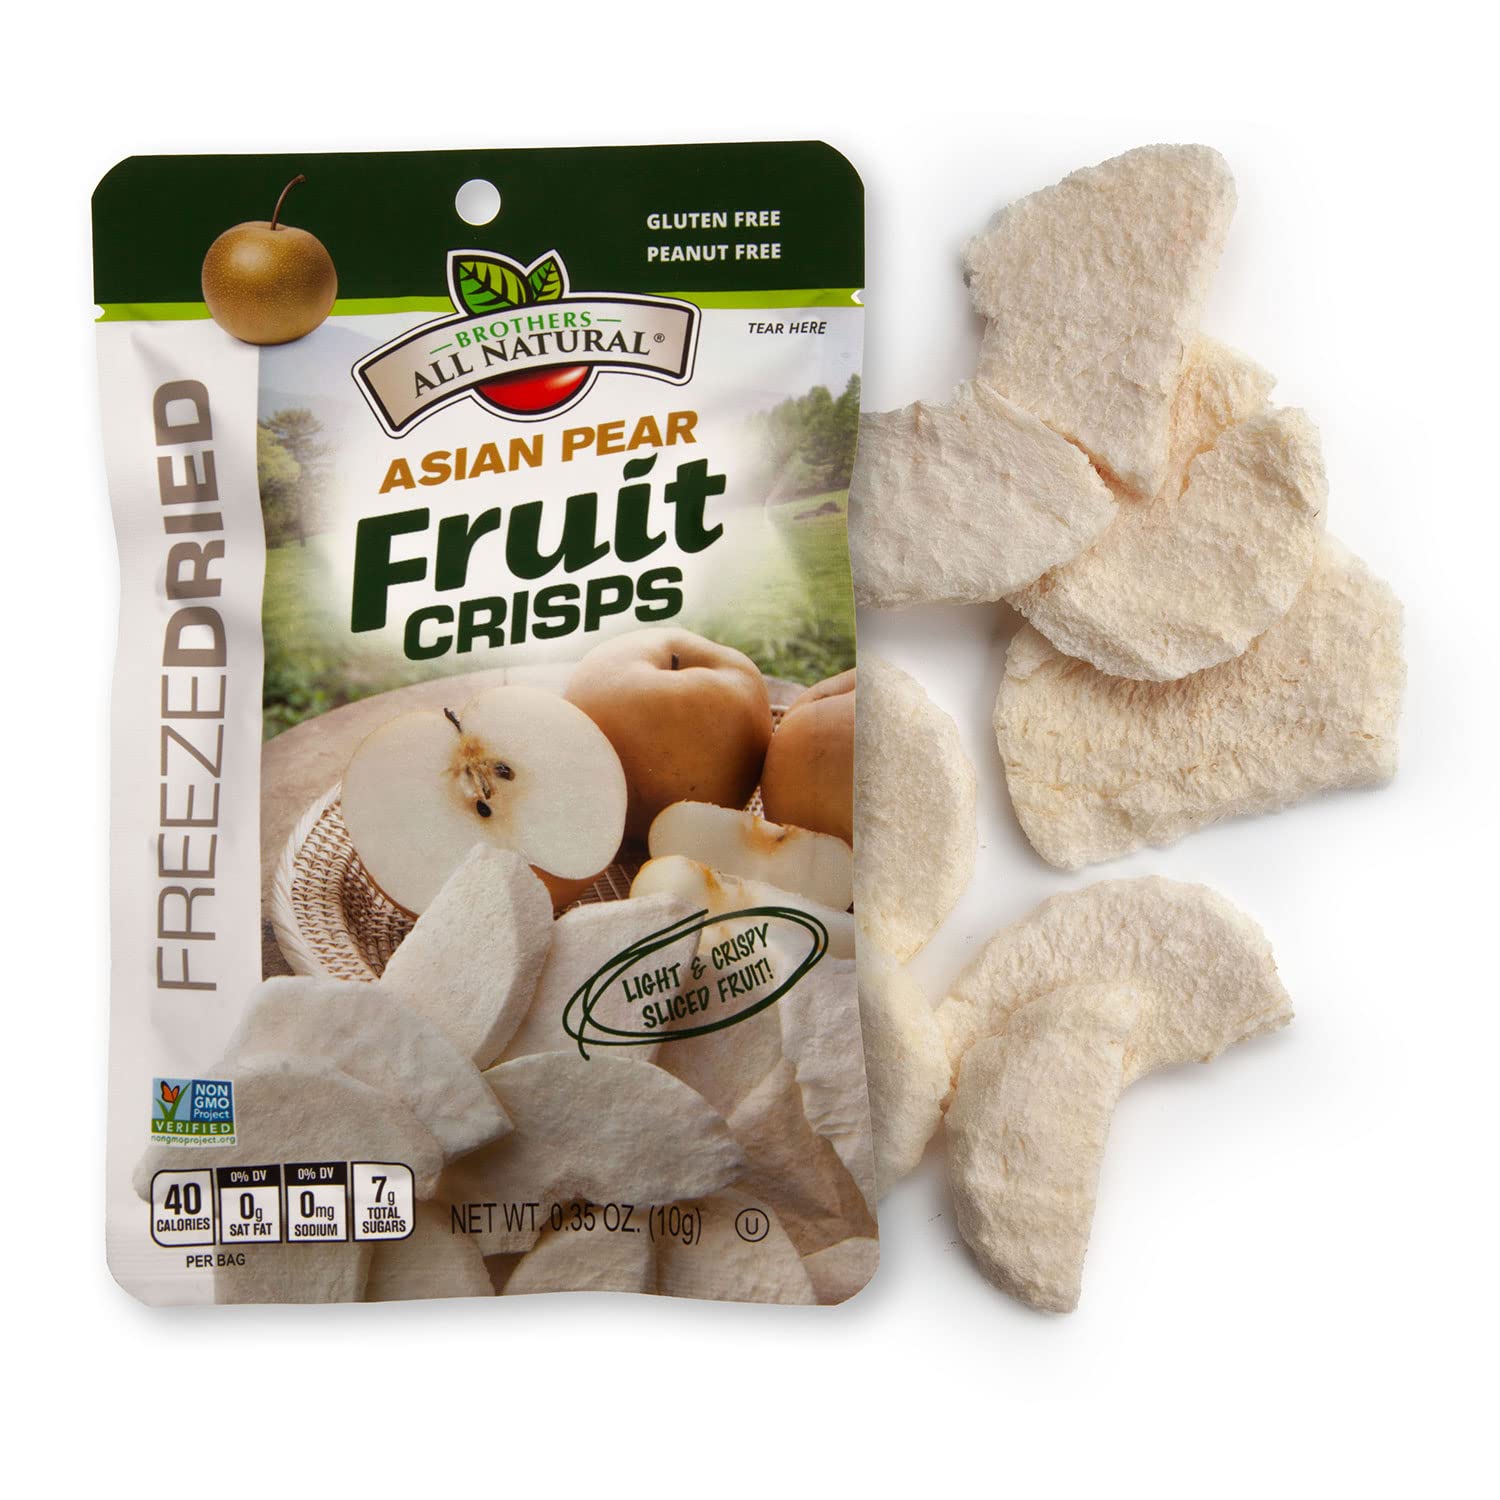 GLUTEN FREE
PEANUT FREE
TEAR HERE
BROTHERS
ALL NATURAL®
ASIAN PEAR
Fruit
CRISPS
FREEZEDRIED
LIGHT & CRISPY
SLICED FRUIT!
NON
GMO
Project
VERIFIED
nongmoproject.org
40
CALORIES
0% DV
0g
SAT FAT
0% DV
0mg
SODIUM
7g
TOTAL
SUGARS
PER BAG
NET WT. 0.35 OZ. (10g)
U